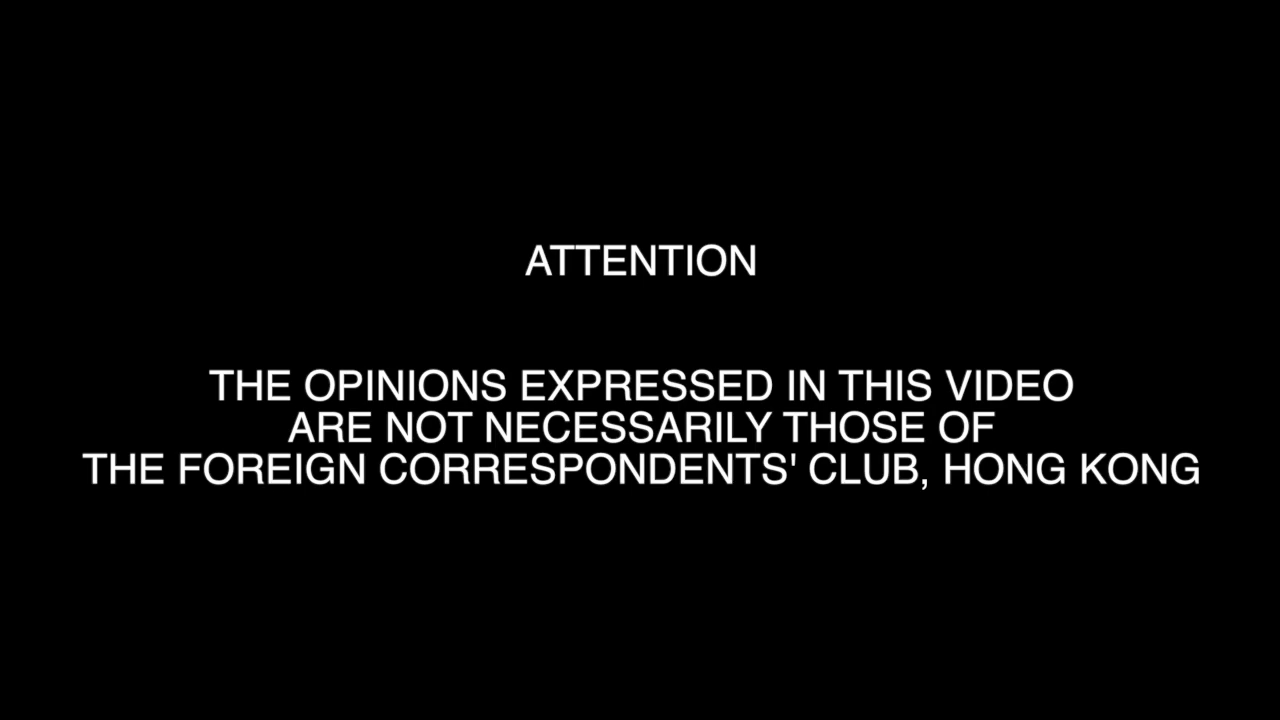 ATTENTION
THE OPINIONS EXPRESSED IN THIS VIDEO
ARE NOT NECESSARILY THOSE OF
THE FOREIGN CORRESPONDENTS' CLUB, HONG KONG